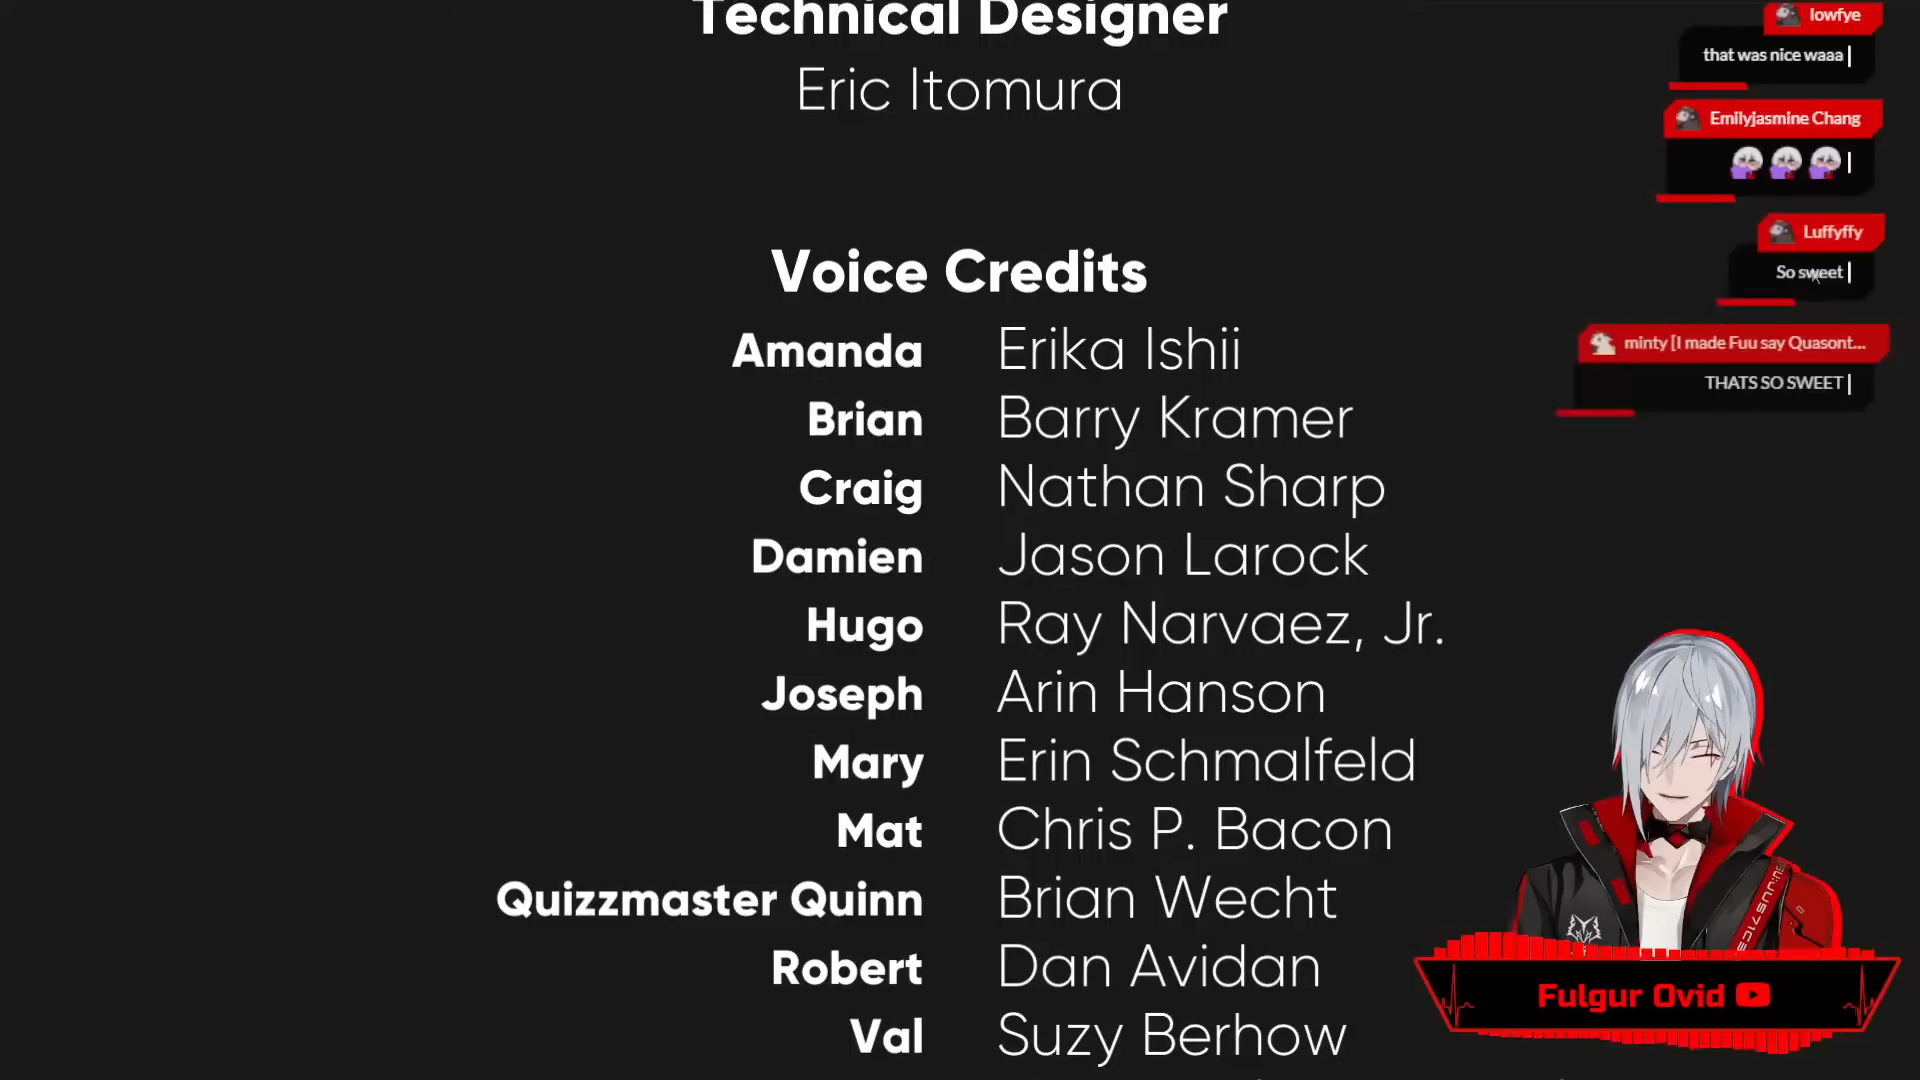 Technical Designer
Eric Itomura
Voice Credits
Amanda Erika Ishii
Brian Barry Kramer
Craig Nathan Sharp
Damien Jason Larock
Hugo Ray Narvaez, Jr.
Joseph Arin Hanson
Mary Erin Schmalfeld
Mat Chris P. Bacon
Quizzmaster Quinn Brian Wecht
Robert Dan Avidan
Val Suzy Berhow
lowfye
that was nice waaa |
Emilyjasmine Chang
|
Luffyffy
So sweet |
minty [I made Fuu say Quasont...
THATS SO SWEET |
Fulgur Ovid